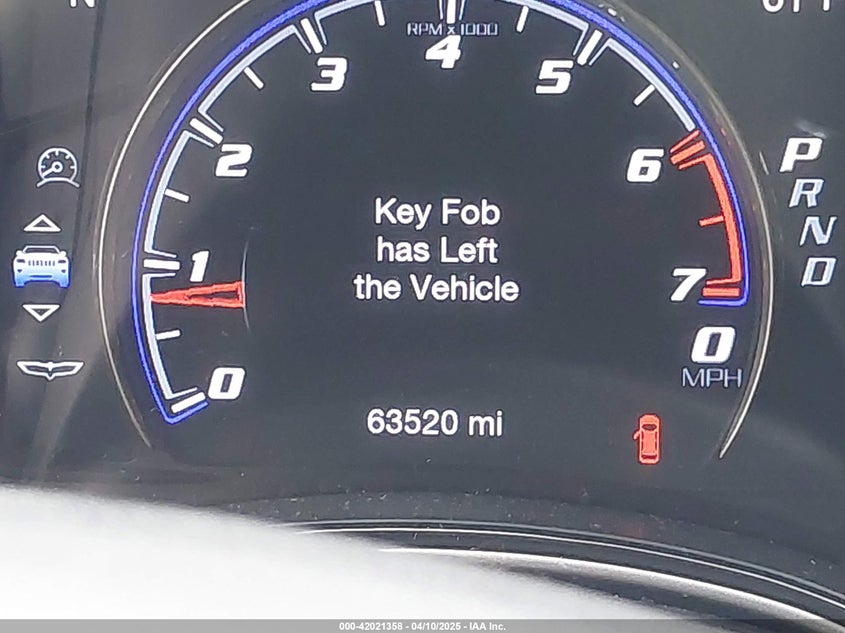 N
RPM x 1000
0
1
2
3
4
5
6
7
Key Fob
has Left
the Vehicle
P
R
N
D
0
MPH
63520 mi
000-42021358 - 04/10/2025 - IAA Inc.